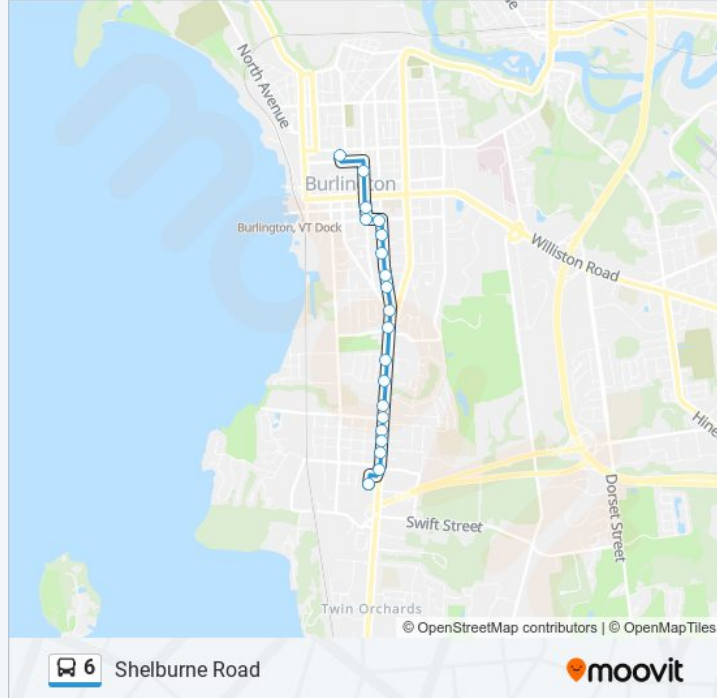 North Avenue
Burlington
Burlington, VT Dock
Williston Road
Hine
Dorset Street
Swift Street
Twin Orchards
© OpenStreetMap contributors | © OpenMapTiles
6 Shelburne Road
moovit